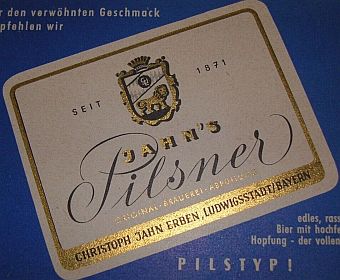 r den verwöhnten Geschmack
pfehlen wir
SEIT 1871
JAHN'S
Pilsner
ORIGINAL-BRAUEREI-ABFÜLLUNG
CHRISTOPH JAHN ERBEN, LUDWIGSSTADT/BAYERN
edles, rass
Bier mit hochfe
Hopfung - der vollen
PILSTYP!